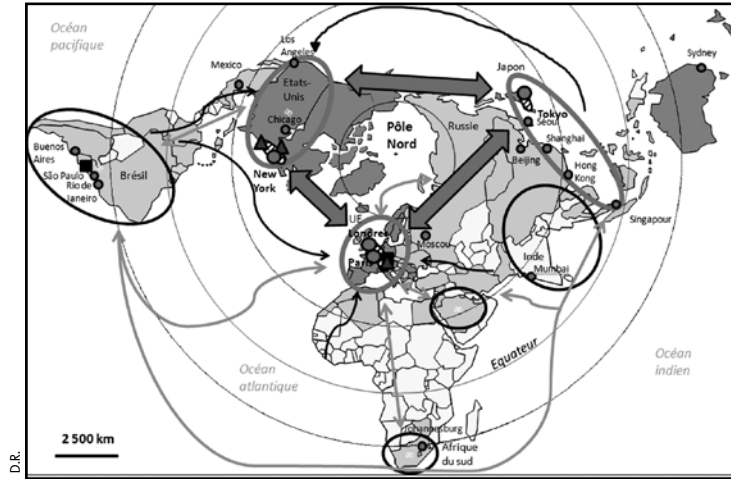 Océan
pacifique
Los
Angeles
Mexico
Etats-
Unis
Chicago
New
York
Buenos
Aires
São Paulo
Rio de
Janeiro
Brésil
Pôle
Nord
Russie
Japon
Tokyo
Séoul
Shanghai
Beijing
Hong
Kong
Singapour
Sydney
UE
Londres
Paris
Moscou
Inde
Mumbai
Equateur
Océan
atlantique
Océan
indien
Johannesburg
Afrique
du sud
2 500 km
D.R.